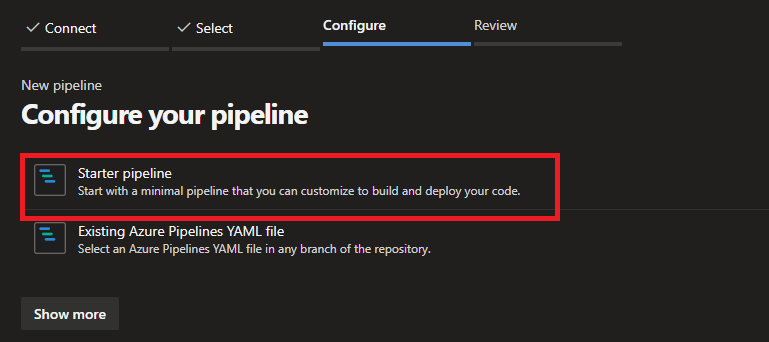 Connect Select Configure Review
New pipeline
Configure your pipeline
Starter pipeline
Start with a minimal pipeline that you can customize to build and deploy your code.
Existing Azure Pipelines YAML file
Select an Azure Pipelines YAML file in any branch of the repository.
Show more